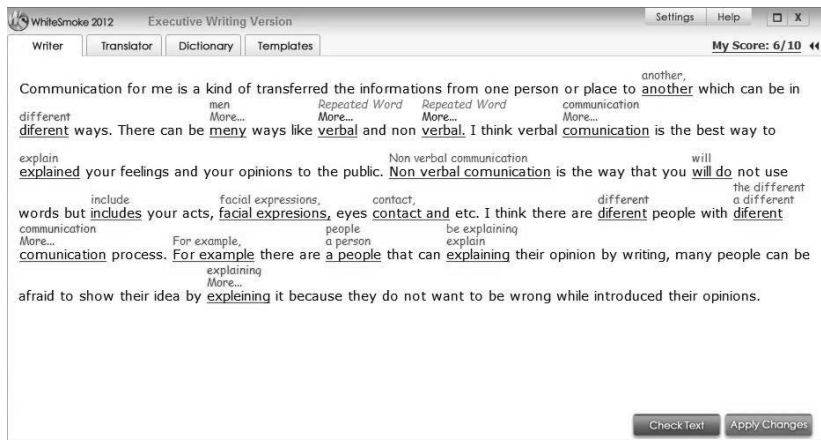 WhiteSmoke 2012 Executive Writing Version Settings Help X
Writer Translator Dictionary Templates My Score: 6/10
another,
Communication for me is a kind of transferred the informations from one person or place to another which can be in
men Repeated Word Repeated Word communication
different More... More... More... More...
diferent ways. There can be meny ways like verbal and non verbal. I think verbal comunication is the best way to
explain Non verbal communication will
explained your feelings and your opinions to the public. Non verbal comunication is the way that you will do not use
the different
include facial expressions, contact, different a different
words but includes your acts, facial expresions, eyes contact and etc. I think there are diferent people with diferent
communication people be explaining
More... For example, a person explain
comunication process. For example there are a people that can explaining their opinion by writing, many people can be
explaining
More...
afraid to show their idea by expleining it because they do not want to be wrong while introduced their opinions.
Check Text Apply Changes